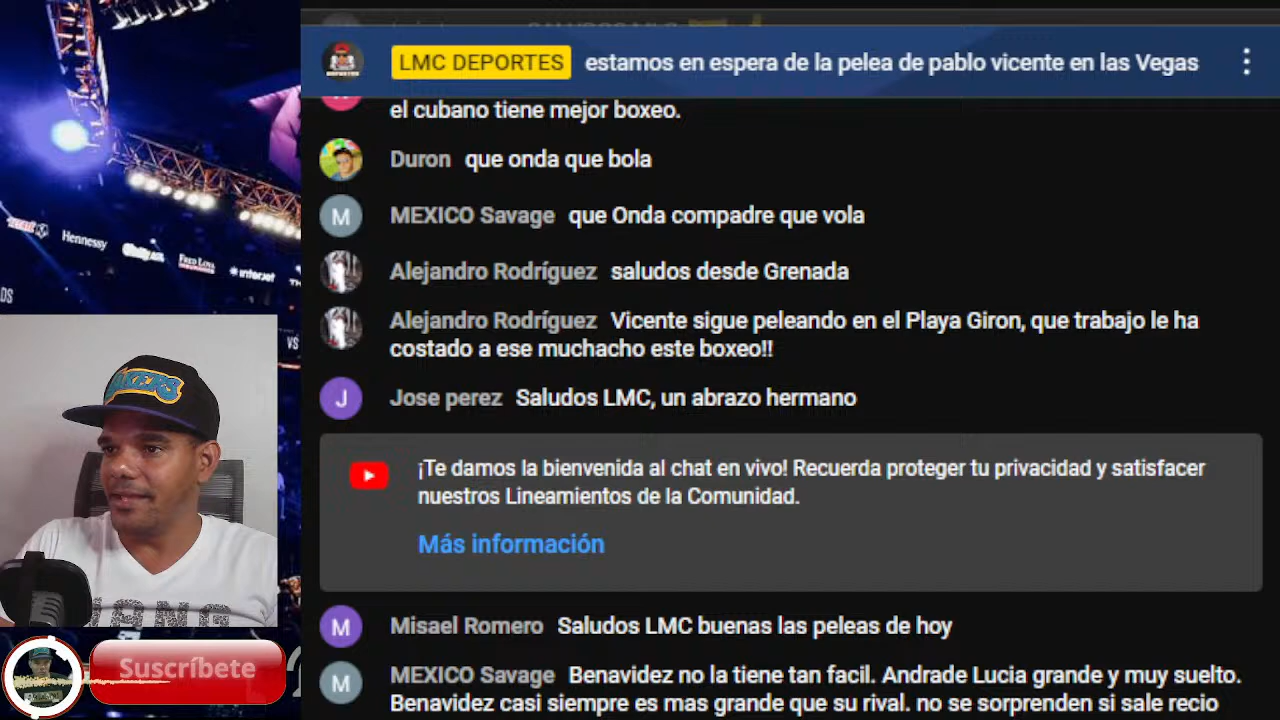 LMC DEPORTES estamos en espera de la pelea de pablo vicente en las Vegas
el cubano tiene mejor boxeo.
Duron que onda que bola
M MEXICO Savage que Onda compadre que vola
Alejandro Rodríguez saludos desde Grenada
Alejandro Rodríguez Vicente sigue peleando en el Playa Giron, que trabajo le ha
costado a ese muchacho este boxeo!!
J Jose perez Saludos LMC, un abrazo hermano
¡Te damos la bienvenida al chat en vivo! Recuerda proteger tu privacidad y satisfacer
nuestros Lineamientos de la Comunidad.
Más información
M Misael Romero Saludos LMC buenas las peleas de hoy
M MEXICO Savage Benavidez no la tiene tan facil. Andrade Lucia grande y muy suelto.
Benavidez casi siempre es mas grande que su rival. no se sorprenden si sale recio
Hennessy
FRED LOYA
interjet
VS
LAKERS
Suscríbete